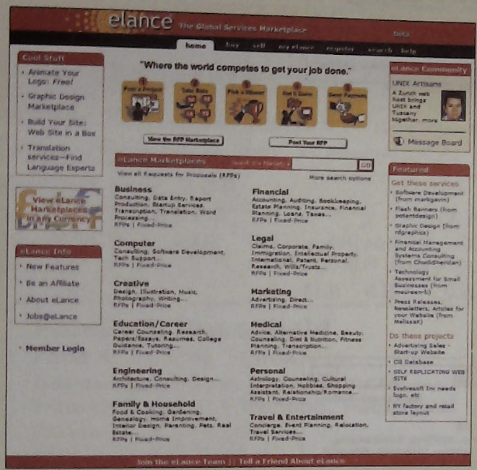 elance The Global Services Marketplace
home buy sell my elance register search help
Cool Stuff
Animate Your
Logo: Free!
Graphic Design
Marketplace
Build Your Site:
Web Site in a Box
Translation
services—Find
Language Experts
View eLance
Marketplaces
in any Currency
eLance Info
New Features
Be an Affiliate
About eLance
Jobs@eLance
Member Login
"Where the world competes to get your job done."
Post a Project
Take Bids
Pick a Winner
Send Payment
View the RFP Marketplace
Post Your RFP
eLance Marketplaces
GO
View all Requests for Proposals (RFPs)
More search options
Business
Consulting, Data Entry, Report
Production, Startup Services,
Transcription, Translation, Word
Processing...
RFPs | Fixed-Price
Computer
Consulting, Software Development,
Tech Support...
RFPs | Fixed-Price
Creative
Design, Illustration, Music,
Photography, Writing...
RFPs | Fixed-Price
Education/Career
Career Counseling, Research,
Papers/Essays, Resumes, College
Guidance, Tutoring...
RFPs | Fixed-Price
Engineering
Architecture, Consulting, Design...
RFPs | Fixed-Price
Family & Household
Food & Cooking, Gardening,
Genealogy, Home Improvement,
Interior Design, Parenting, Pets, Real
Estate...
RFPs | Fixed-Price
Financial
Accounting, Auditing, Bookkeeping,
Estate Planning, Insurance, Financial
Planning, Loans, Taxes...
RFPs | Fixed-Price
Legal
Claims, Corporate, Family,
Immigration, Intellectual Property,
International, Patent, Personal,
Research, Wills/Trusts...
RFPs | Fixed-Price
Marketing
Advertising, Direct...
RFPs | Fixed-Price
Medical
Advice, Alternative Medicine, Beauty,
Counseling, Diet & Nutrition, Fitness
Planning, Transcription...
RFPs | Fixed-Price
Personal
Astrology, Counseling, Cultural
Interpretation, Hobbies, Shopping
Assistant, Relationship/Romance...
RFPs | Fixed-Price
Travel & Entertainment
Concierge, Event Planning, Relocation,
Travel Services...
RFPs | Fixed-Price
eLance Community
UNIX Artisans
A Zurich web
host brings
UNIX and
Tuscany
together. more
Message Board
Featured
Get these services
Software Development
(from markgavini)
Flash Banners (from
potentdesign)
Graphic Design (from
rdgraphics)
Financial Management
and Accounting
Systems Consulting
(from ChadSheridan)
Technology
Assessment for Small
Businesses (from
Press Releases,
Newsletters, Articles for
your Website (from
MelissaK)
Do these projects
Advertising Sales -
Start-up Website
CIS Database
SELF REPLICATING WEB
SITE
Evolvesoft Inc needs
logo, etc
NY factory and retail
store layout
Join the eLance Team :: Tell a Friend About eLance